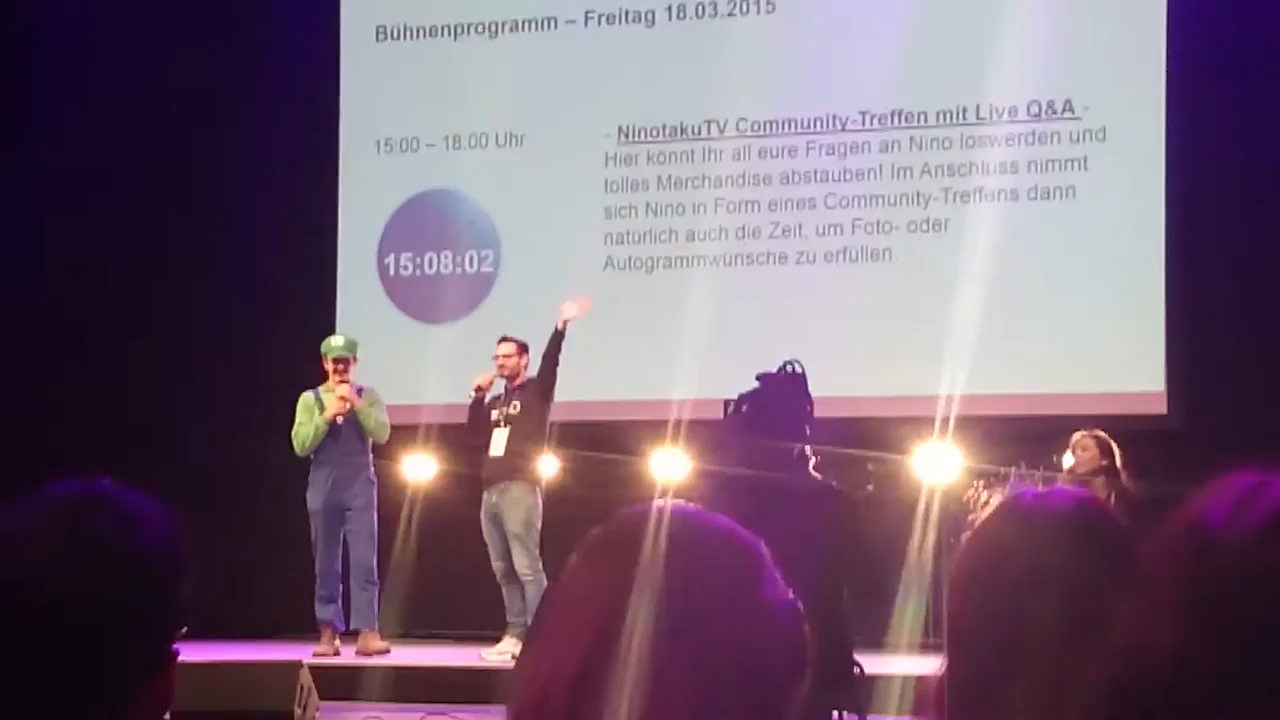 Bühnenprogramm – Freitag 18.03.2015
15:00 – 18:00 Uhr
15:08:02
- NinotakuTV Community-Treffen mit Live Q&A -
Hier könnt Ihr all eure Fragen an Nino loswerden und
tolles Merchandise abstauben! Im Anschluss nimmt
sich Nino in Form eines Community-Treffens dann
natürlich auch die Zeit, um Foto- oder
Autogrammwünsche zu erfüllen.